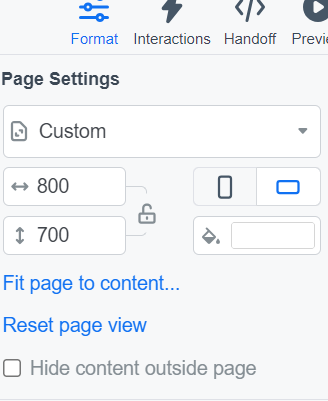 Format Interactions Handoff
Page Settings
Custom
800
700
Fit page to content...
Reset page view
Hide content outside page